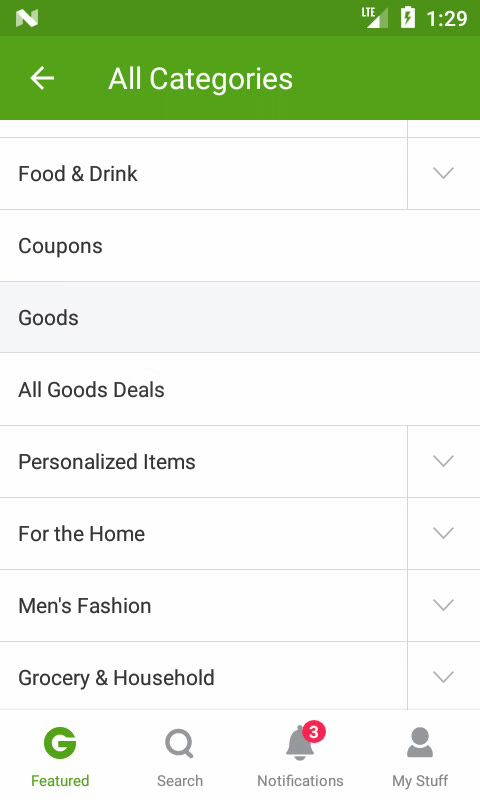 LTE 1:29
All Categories
Food & Drink
Coupons
Goods
All Goods Deals
Personalized Items
For the Home
Men's Fashion
Grocery & Household
3
Featured Search Notifications My Stuff